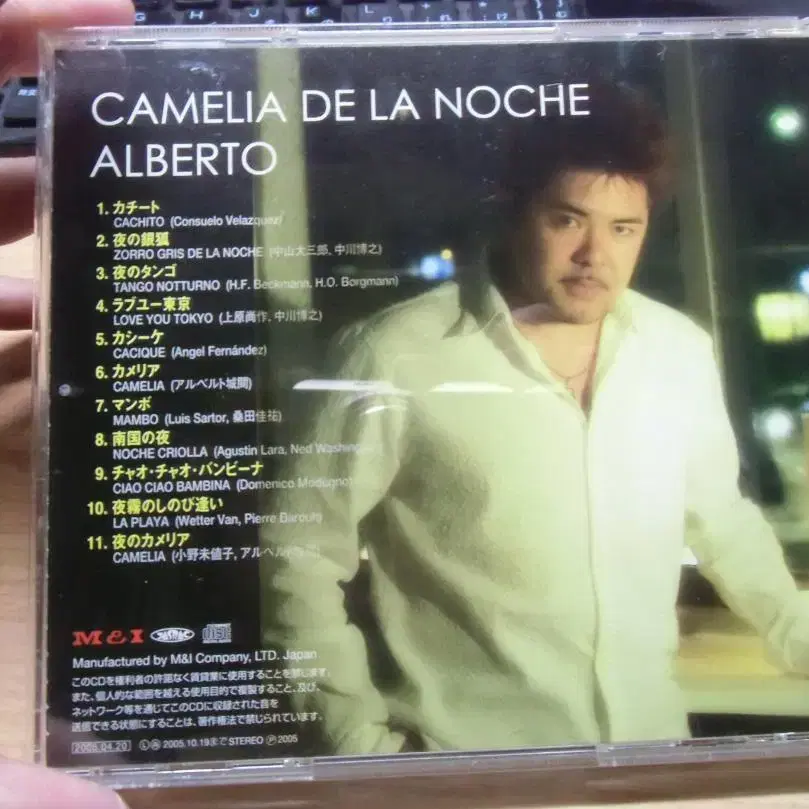 CAMELIA DE LA NOCHE
ALBERTO
1. カチート
CACHITO (Consuelo Velazquez)
2. 夜の銀狐
ZORRO GRIS DE LA NOCHE (中山大三郎, 中川博之)
3. 夜のタンゴ
TANGO NOTTURNO (H.F. Beckmann, H.O. Borgmann)
4. ラブユー東京
LOVE YOU TOKYO (上原尚作, 中川博之)
5. カシーケ
CACIQUE (Angel Fernández)
6. カメリア
CAMELIA (アルベルト城間)
7. マンボ
MAMBO (Luis Sartor, 桑田佳祐)
8. 南国の夜
NOCHE CRIOLLA (Agustin Lara, Ned
9. チャオ・チャオ・バンビーナ
CIAO CIAO BAMBINA (Domenico Modugno)
10. 夜霧のしのび逢い
LA PLAYA (Wetter Van, Pierre Barouh)
11. 夜のカメリア
CAMELIA (小野未値子, アルベルト
M&I JASRAC COMPACT disc DIGITAL AUDIO
Manufactured by M&I Company, LTD. Japan
このCDを権利者の許諾なく賃貸業に使用することを禁じます。
また、個人的な範囲を越える使用目的で複製すること、及び、
ネットワーク等を通じてこのCDに収録された音を
送信できる状態にすることは、著作権法で禁じられています。
2005.04.20 Ⓛ 2005.10.19まで STEREO Ⓟ2005